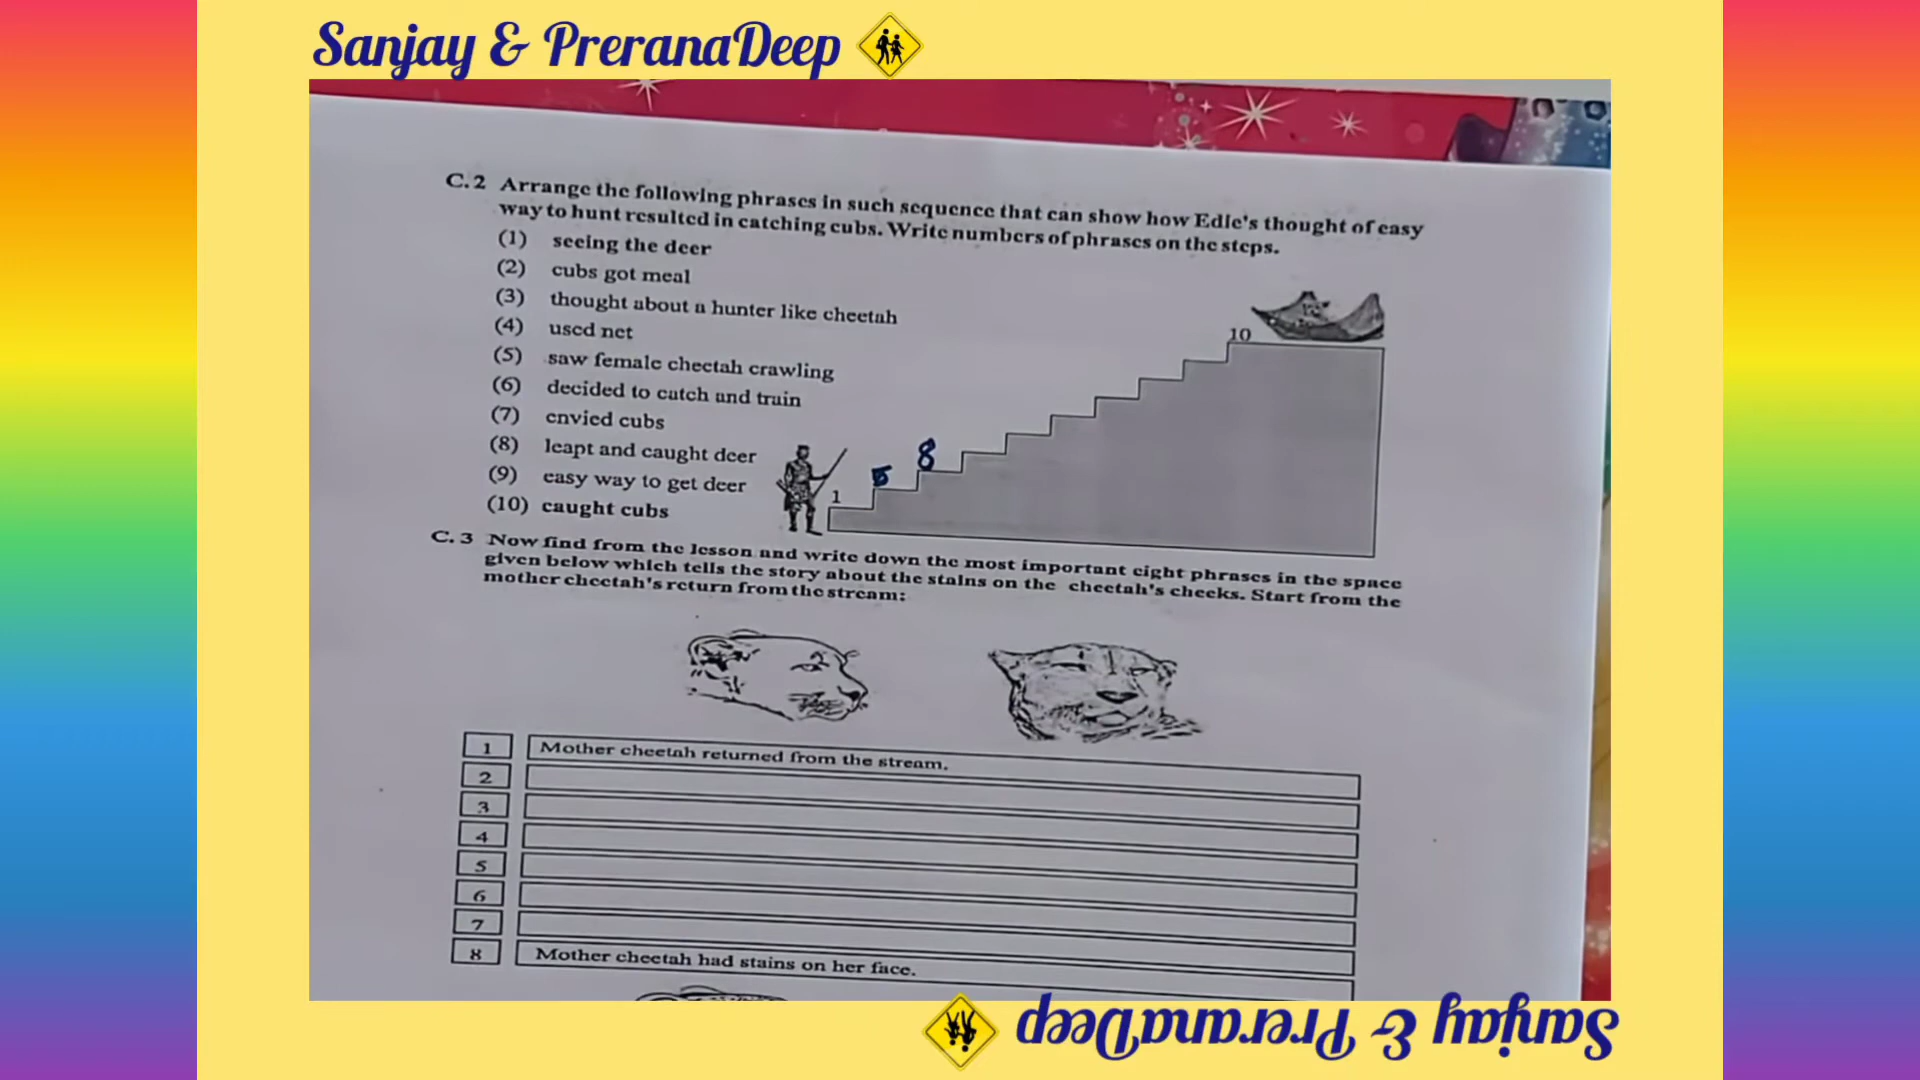 Sanjay & PreranaDeep
C.2 Arrange the following phrases in such sequence that can show how Edie's thought of easy
way to hunt resulted in catching cubs. Write numbers of phrases on the steps.
(1) seeing the deer
(2) cubs got meal
(3) thought about a hunter like cheetah
(4) used net
(5) saw female cheetah crawling
(6) decided to catch and train
(7) envied cubs
(8) leapt and caught deer
(9) easy way to get deer
(10) caught cubs
1
5
8
10
C.3 Now find from the lesson and write down the most important eight phrases in the space
given below which tells the story about the stains on the cheetah's cheeks. Start from the
mother cheetah's return from the stream:
1 Mother cheetah returned from the stream.
2
3
4
5
6
7
8 Mother cheetah had stains on her face.
Sanjay & PreranaDeep